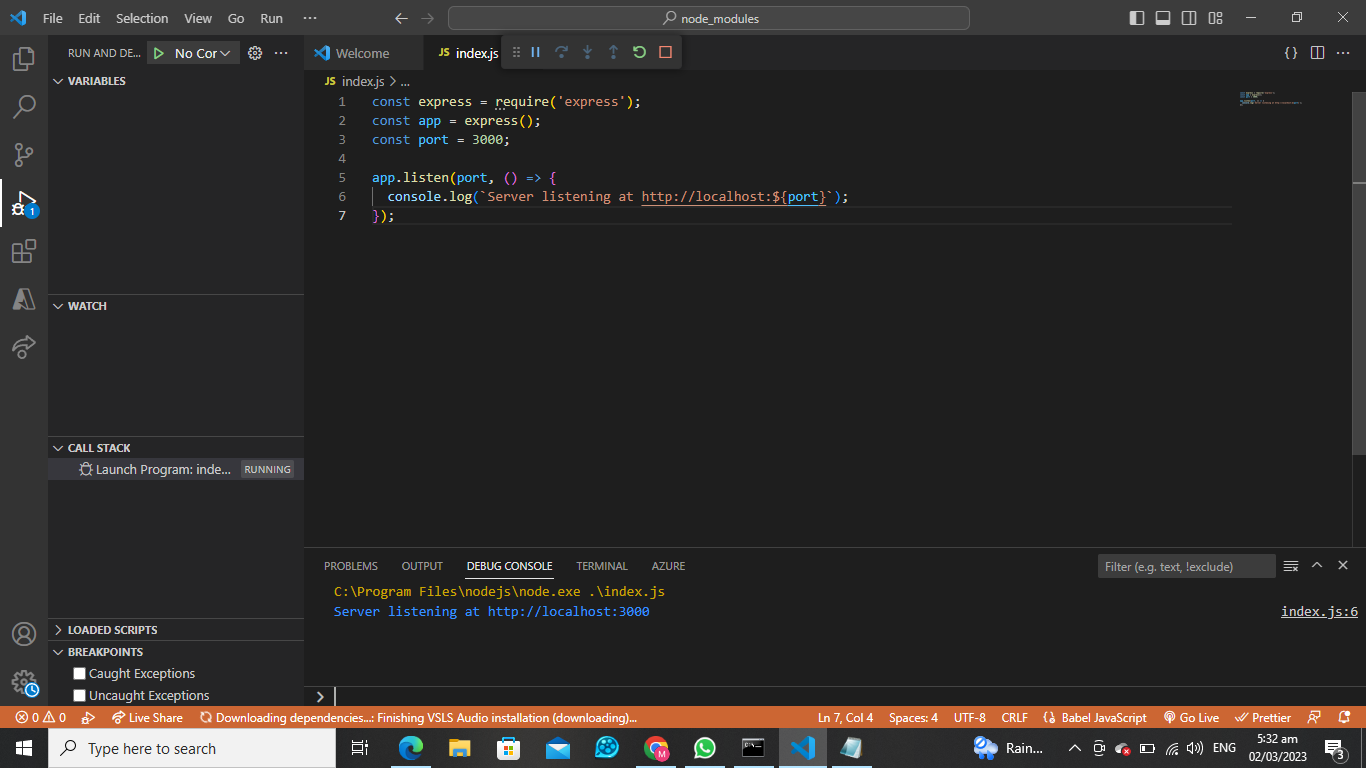 File Edit Selection View Go Run ··· node_modules
RUN AND DE... No Cor ···
Welcome JS index.js
VARIABLES
WATCH
CALL STACK
Launch Program: inde... RUNNING
LOADED SCRIPTS
BREAKPOINTS
Caught Exceptions
Uncaught Exceptions
1
JS index.js > ...
1 const express = require('express');
2 const app = express();
3 const port = 3000;
4
5 app.listen(port, () => {
6 console.log(`Server listening at http://localhost:${port}`);
7 });
PROBLEMS OUTPUT DEBUG CONSOLE TERMINAL AZURE Filter (e.g. text, !exclude)
C:\Program Files\nodejs\node.exe .\index.js
Server listening at http://localhost:3000 index.js:6
0 0 Live Share Downloading dependencies...: Finishing VSLS Audio installation (downloading)... Ln 7, Col 4 Spaces: 4 UTF-8 CRLF {} Babel JavaScript Go Live Prettier
Type here to search M Rain... ENG 5:32 am
02/03/2023 3